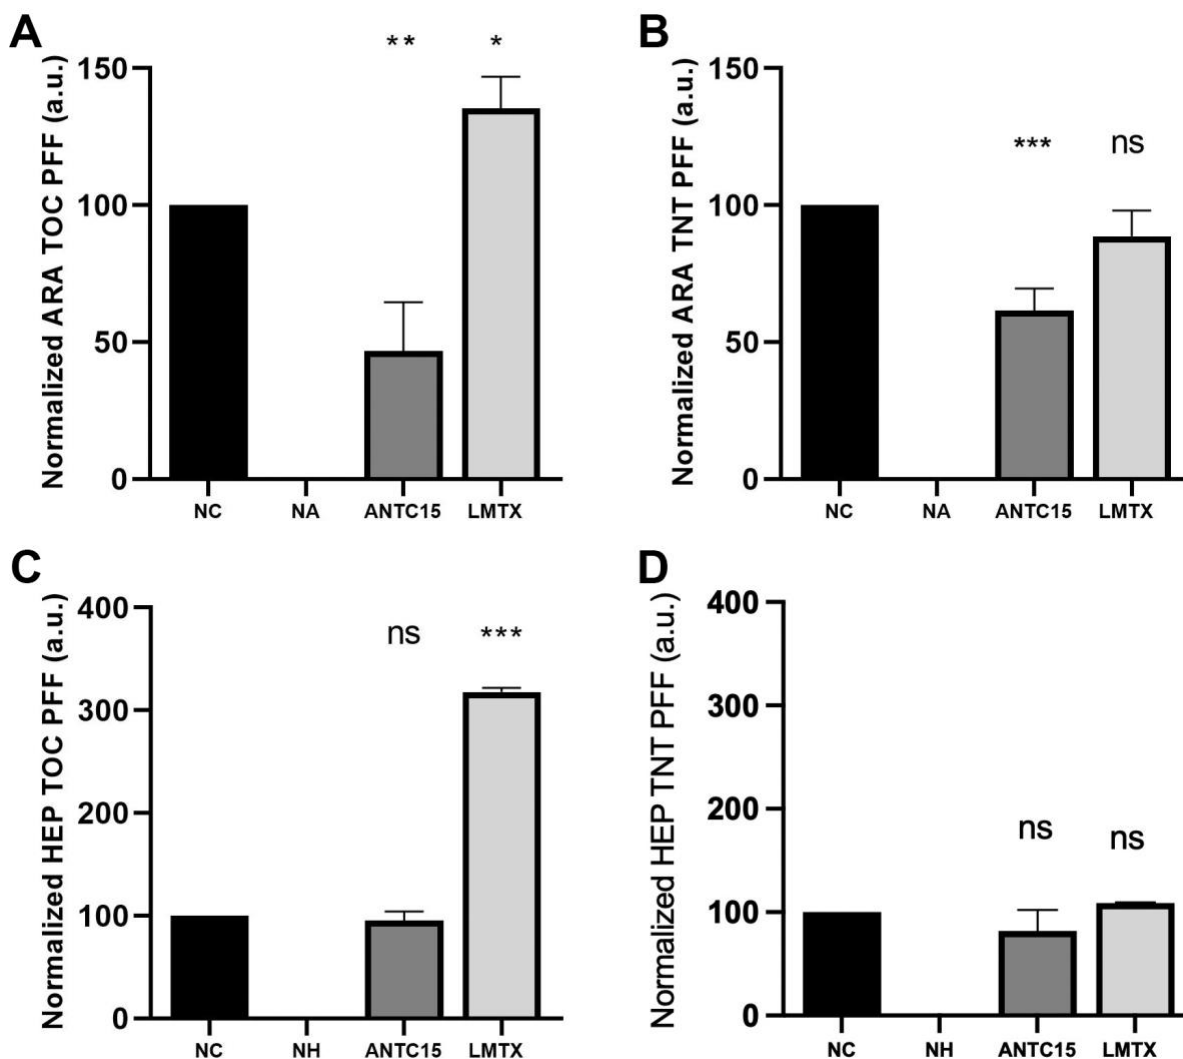 A
Normalized ARA TOC PFF (a.u.)
** *
150
100
50
0
NC NA ANTC15 LMTX
B
Normalized ARA TNT PFF (a.u.)
*** ns
150
100
50
0
NC NA ANTC15 LMTX
C
Normalized HEP TOC PFF (a.u.)
ns ***
400
300
200
100
0
NC NH ANTC15 LMTX
D
Normalized HEP TNT PFF (a.u.)
ns ns
400
300
200
100
0
NC NH ANTC15 LMTX